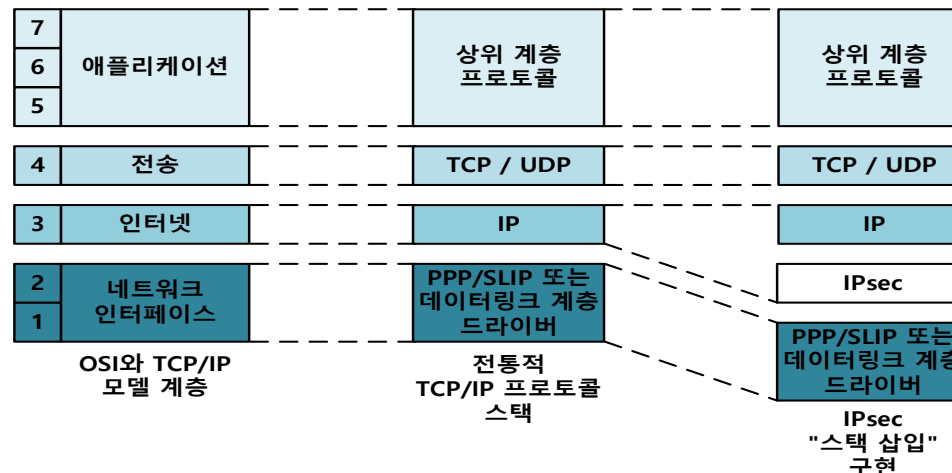 7
6
5
애플리케이션
상위 계층
프로토콜
상위 계층
프로토콜
4
전송
TCP / UDP
TCP / UDP
3
인터넷
IP
IP
2
1
네트워크
인터페이스
PPP/SLIP 또는
데이터링크 계층
드라이버
IPsec
PPP/SLIP 또는
데이터링크 계층
드라이버
OSI와 TCP/IP
모델 계층
전통적
TCP/IP 프로토콜
스택
IPsec
"스택 삽입"
구현